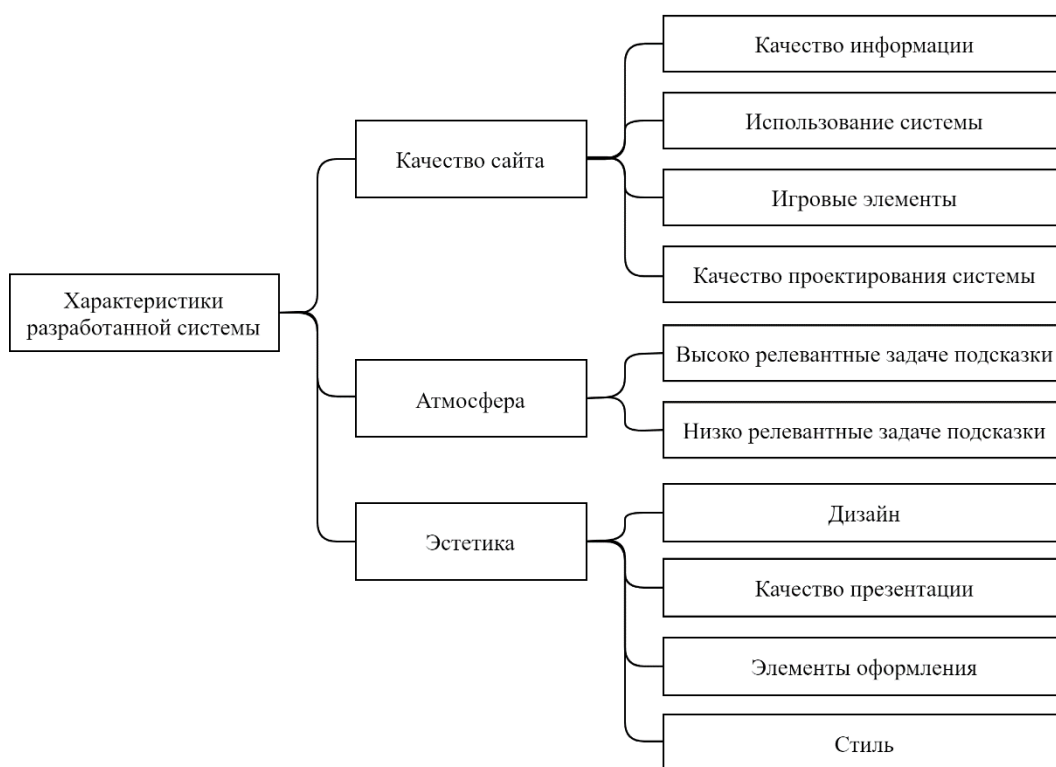 Характеристики
разработанной системы
Качество сайта
Качество информации
Использование системы
Игровые элементы
Качество проектирования системы
Атмосфера
Высоко релевантные задаче подсказки
Низко релевантные задаче подсказки
Эстетика
Дизайн
Качество презентации
Элементы оформления
Стиль